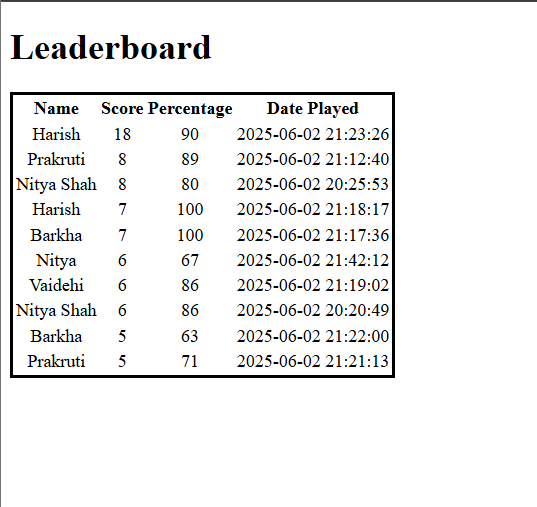 Leaderboard
Name Score Percentage Date Played
Harish 18 90 2025-06-02 21:23:26
Prakruti 8 89 2025-06-02 21:12:40
Nitya Shah 8 80 2025-06-02 20:25:53
Harish 7 100 2025-06-02 21:18:17
Barkha 7 100 2025-06-02 21:17:36
Nitya 6 67 2025-06-02 21:42:12
Vaidehi 6 86 2025-06-02 21:19:02
Nitya Shah 6 86 2025-06-02 20:20:49
Barkha 5 63 2025-06-02 21:22:00
Prakruti 5 71 2025-06-02 21:21:13